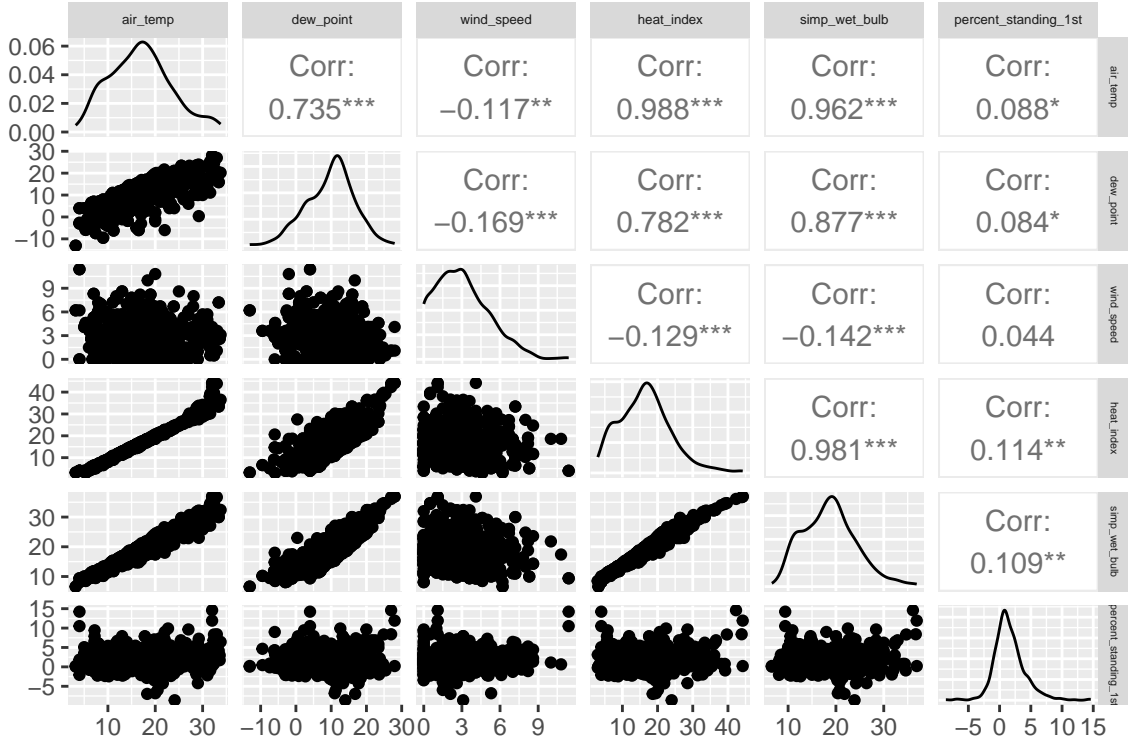 air_temp dew_point wind_speed heat_index simp_wet_bulb percent_standing_1st
0.06
0.04
0.02
0.00
Corr:
0.735***
Corr:
−0.117**
Corr:
0.988***
Corr:
0.962***
Corr:
0.088*
air_temp
30
20
10
0
−10
Corr:
−0.169***
Corr:
0.782***
Corr:
0.877***
Corr:
0.084*
dew_point
9
6
3
0
Corr:
−0.129***
Corr:
−0.142***
Corr:
0.044
wind_speed
40
30
20
10
Corr:
0.981***
Corr:
0.114**
heat_index
30
20
10
Corr:
0.109**
simp_wet_bulb
15
10
5
0
−5
percent_standing_1st
10 20 30
−10 0 10 20 30
0 3 6 9
10 20 30 40
10 20 30
−5 0 5 10 15